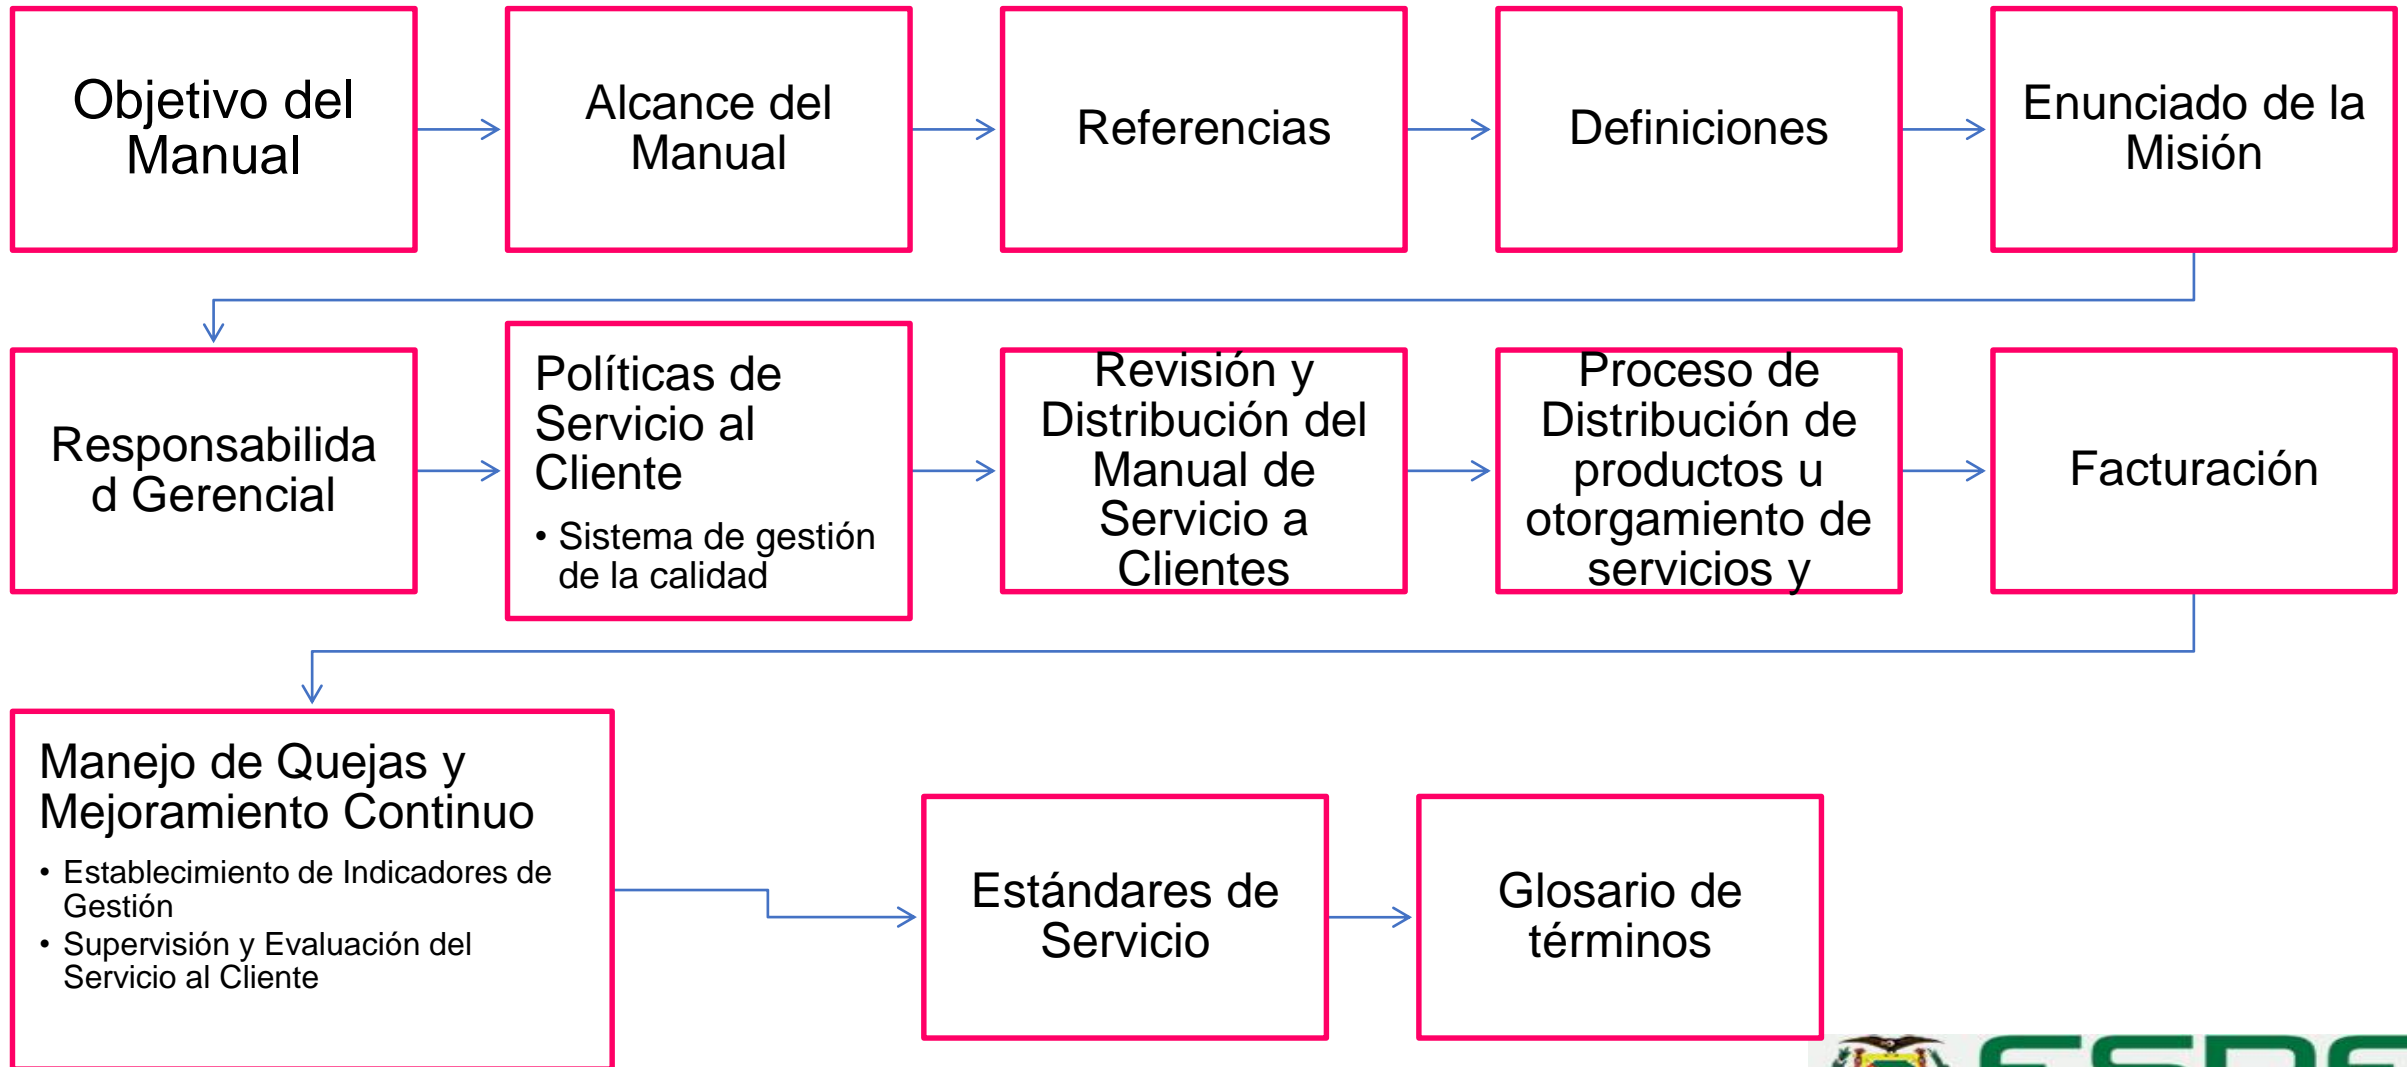 Objetivo del
Manual
Alcance del
Manual
Referencias
Definiciones
Enunciado de la
Misión
Responsabilida
d Gerencial
Políticas de
Servicio al
Cliente
• Sistema de gestión
de la calidad
Revisión y
Distribución del
Manual de
Servicio a
Clientes
Proceso de
Distribución de
productos u
otorgamiento de
servicios y
Facturación
Manejo de Quejas y
Mejoramiento Continuo
• Establecimiento de Indicadores de
Gestión
• Supervisión y Evaluación del
Servicio al Cliente
Estándares de
Servicio
Glosario de
términos